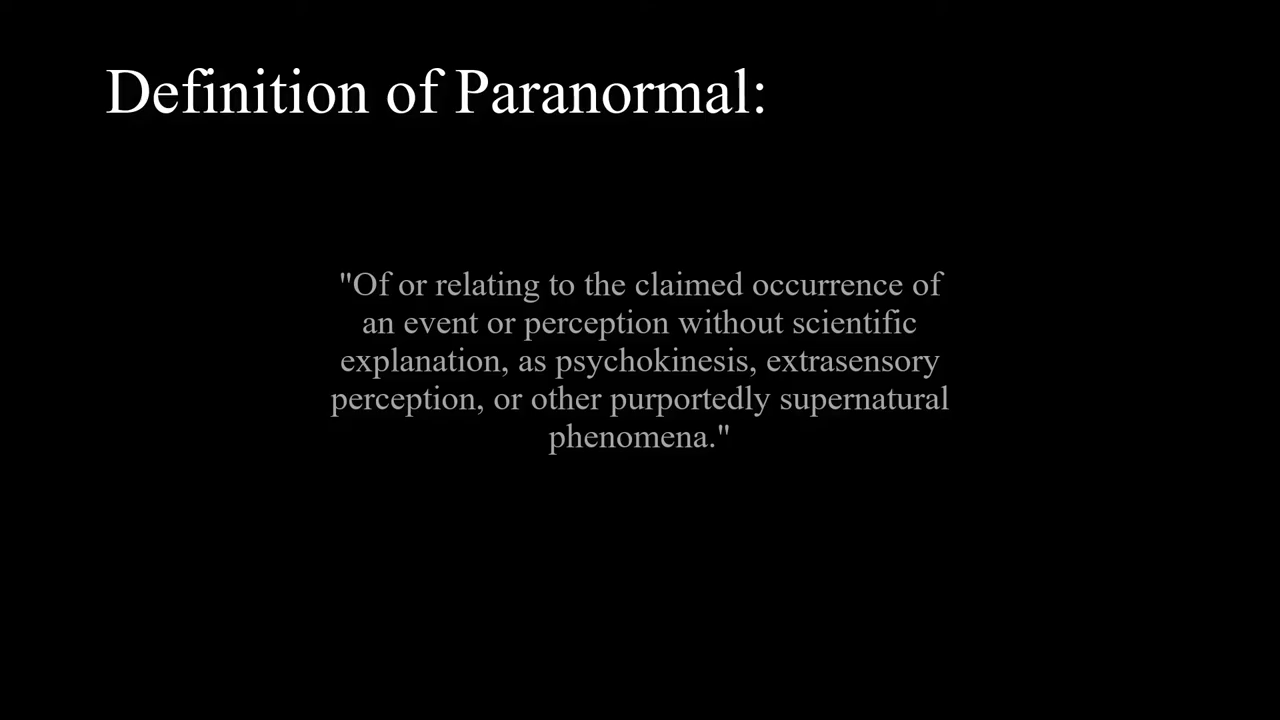 Definition of Paranormal:
"Of or relating to the claimed occurrence of
an event or perception without scientific
explanation, as psychokinesis, extrasensory
perception, or other purportedly supernatural
phenomena."